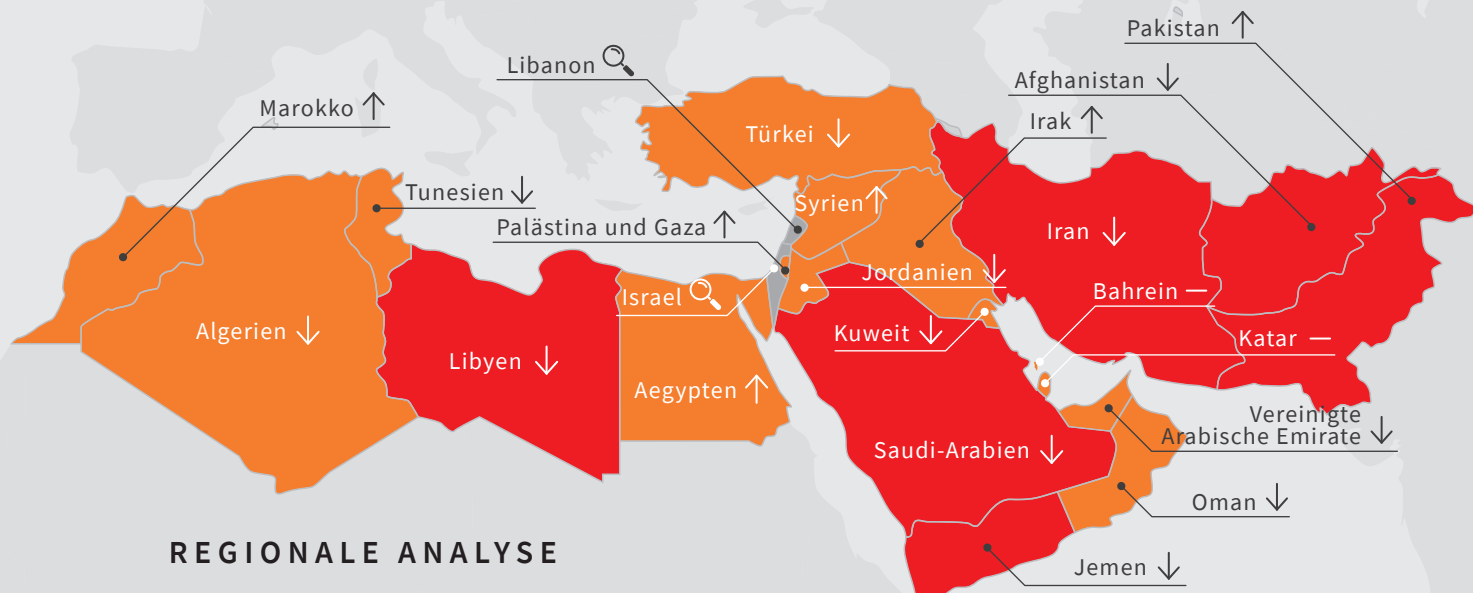 Pakistan ↑
Libanon
Afghanistan ↓
Marokko ↑
Irak ↑
Türkei ↓
Tunesien ↓
Syrien ↑
Palästina und Gaza ↑
Iran ↓
Jordanien ↓
Israel
Bahrein –
Algerien ↓
Kuweit ↓
Katar –
Libyen ↓
Aegypten ↑
Vereinigte
Arabische Emirate ↓
Saudi-Arabien ↓
Oman ↓
REGIONALE ANALYSE
Jemen ↓